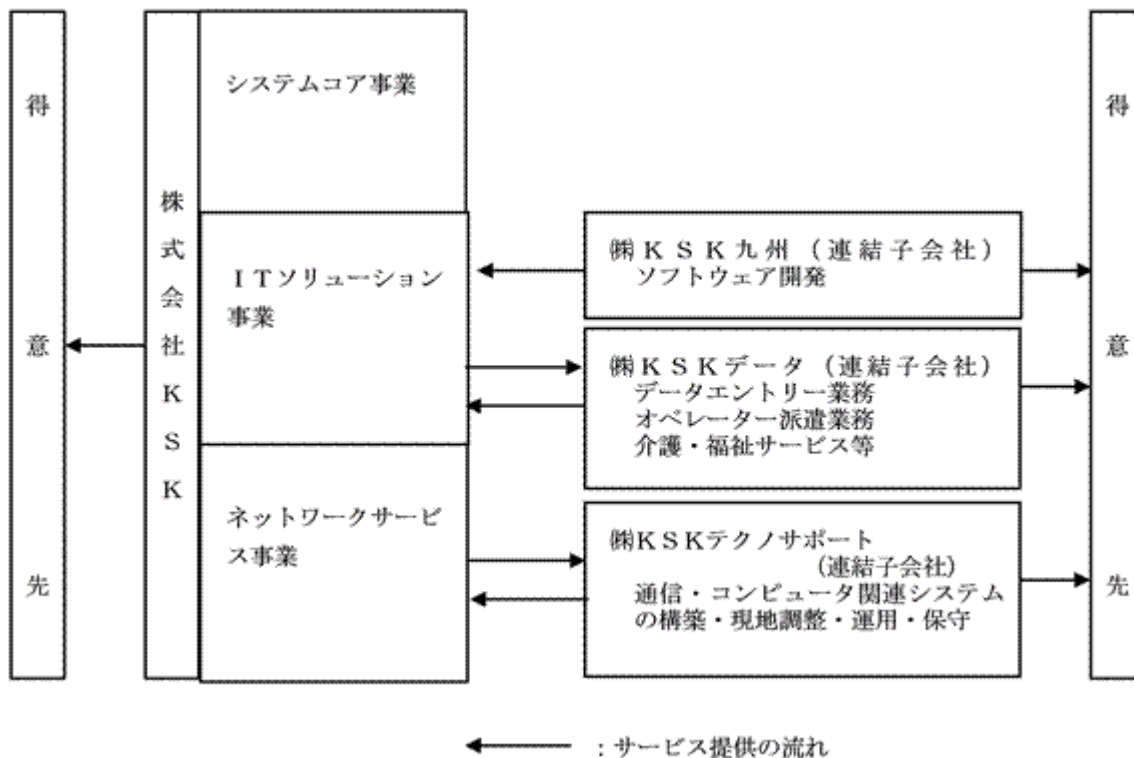 得意先
株式会社KSK
システムコア事業
ITソリューション
事業
ネットワークサービ
ス事業
㈱KSK九州(連結子会社)
ソフトウェア開発
㈱KSKデータ(連結子会社)
データエントリー業務
オペレーター派遣業務
介護・福祉サービス等
㈱KSKテクノサポート
(連結子会社)
通信・コンピュータ関連システム
の構築・現地調整・運用・保守
得意先
:サービス提供の流れ